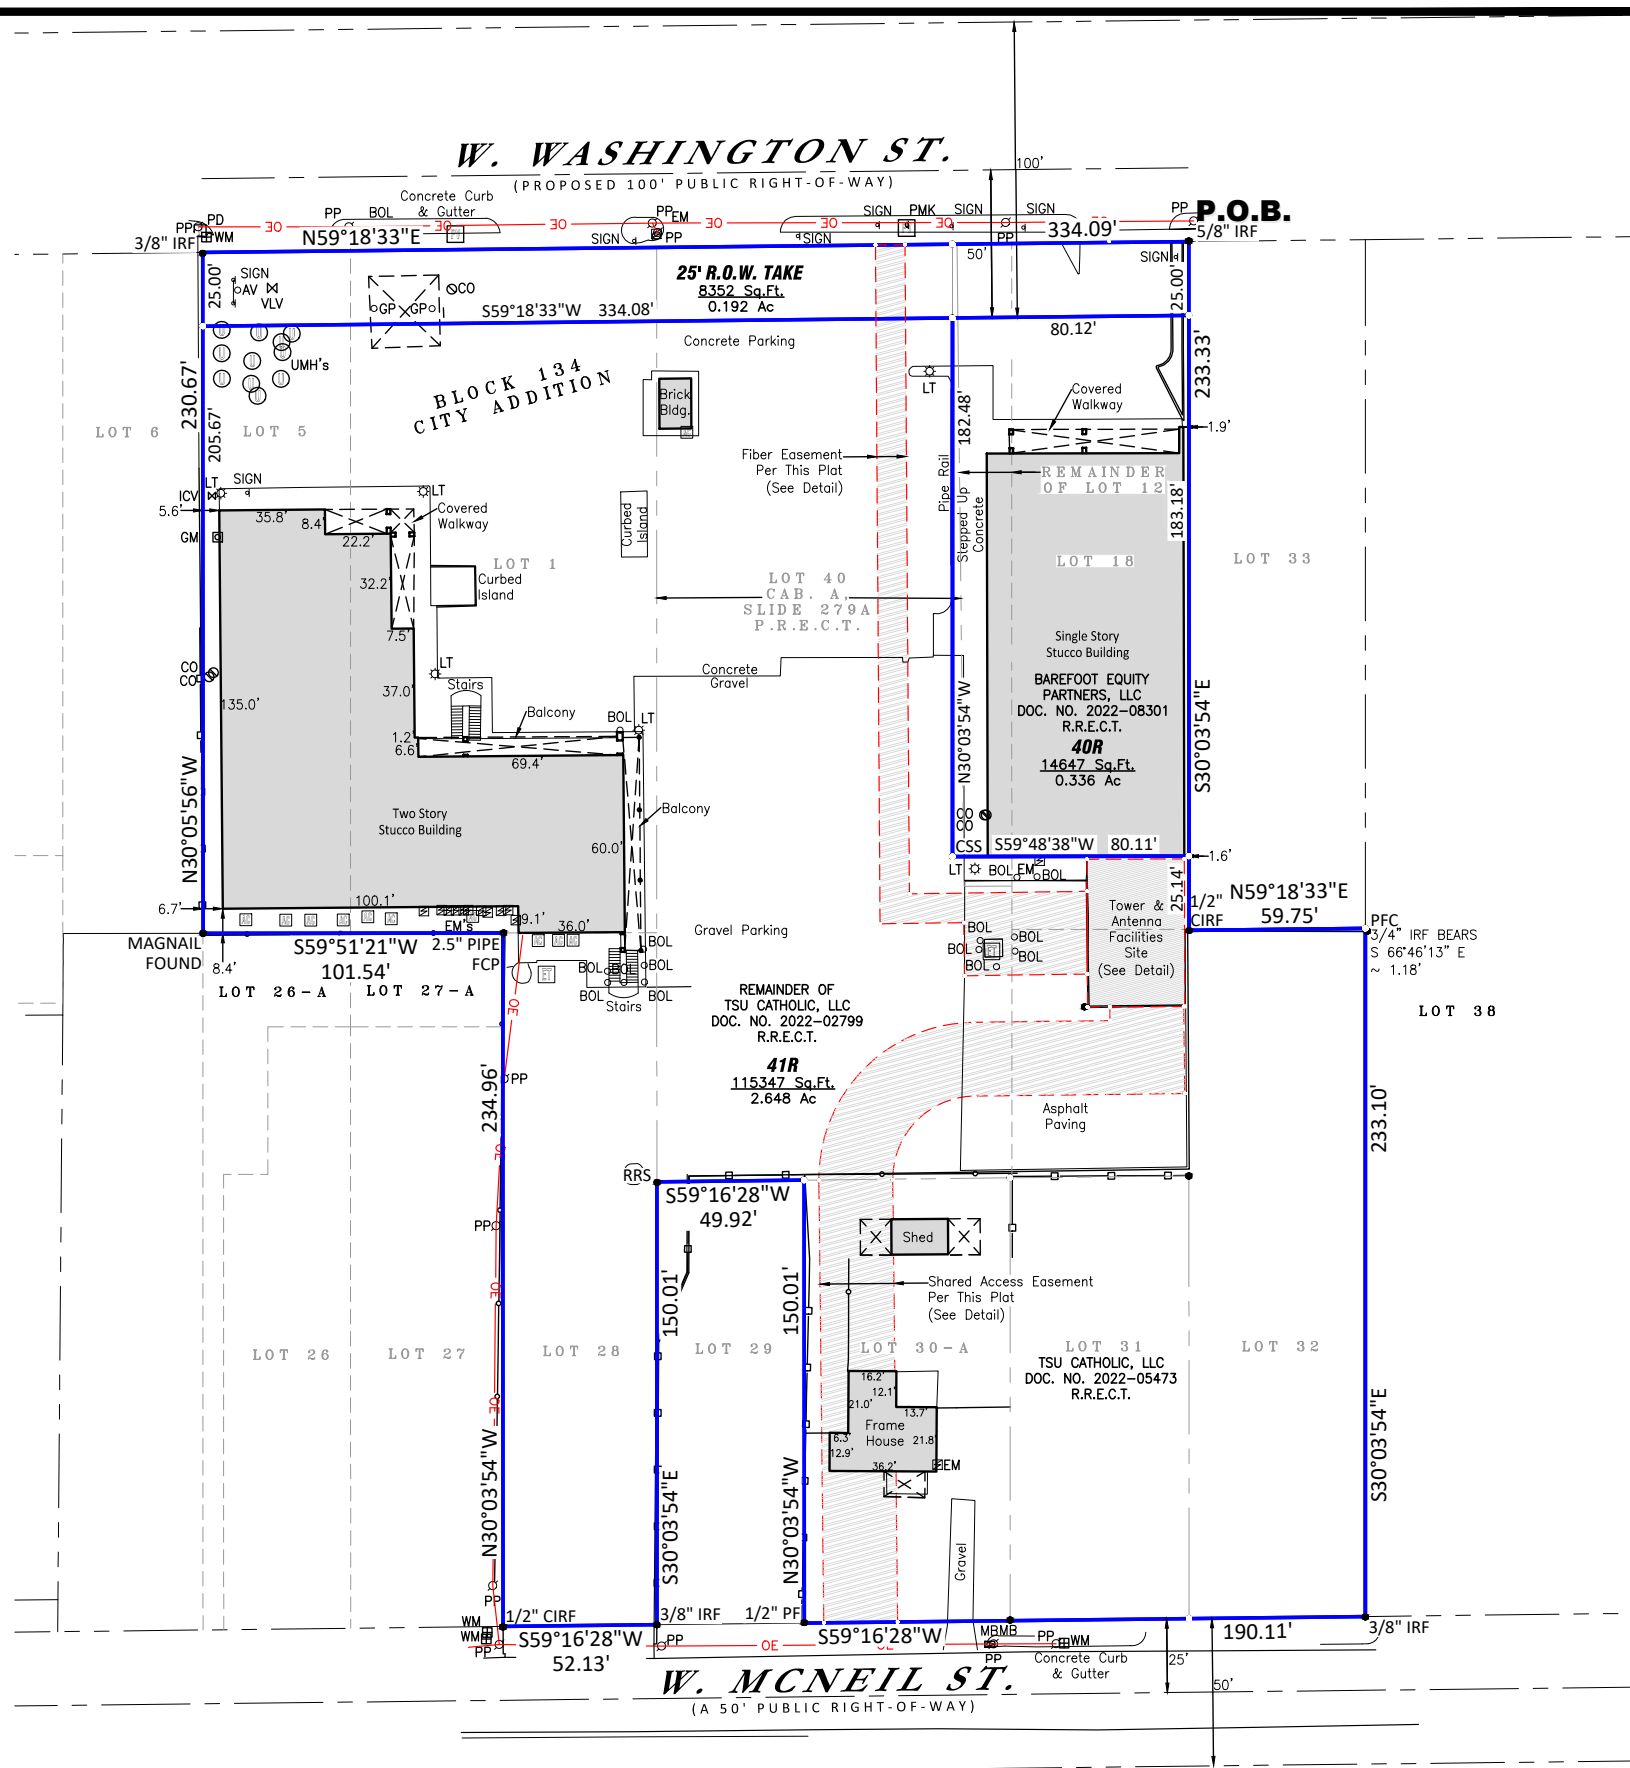 W. WASHINGTON ST.
(PROPOSED 100' PUBLIC RIGHT-OF-WAY)
100'
Concrete Curb
& Gutter
PP
PD
WM
3/8" IRF
PP
BOL
OE
OE
OE
OE
OE
N59°18'33"E
PP
EM
PP
SIGN
SIGN
PMK
SIGN
SIGN
SIGN
PP
334.09'
PP
P.O.B.
5/8" IRF
50'
SIGN
25.00'
SIGN
AV
VLV
CO
GP
GP
25.00'
25' R.O.W. TAKE
8352 Sq.Ft.
0.192 Ac
S59°18'33"W 334.08'
80.12'
Concrete Parking
UMH's
BLOCK 134
CITY ADDITION
Brick
Bldg.
LT
Covered
Walkway
233.33'
230.67'
205.67'
182.48'
1.9'
LOT 6
LOT 5
Fiber Easement
Per This Plat
(See Detail)
Pipe Rail
Stepped Up
Concrete
REMAINDER
OF LOT 12
183.18'
SIGN
LT
ICV
5.6'
GM
LT
Covered
Walkway
35.8'
8.4'
22.2'
Curbed
Island
32.2'
LOT 1
Curbed
Island
7.5'
LOT 40
CAB. A,
SLIDE 279A
P.R.E.C.T.
LOT 18
LOT 33
Single Story
Stucco Building
BAREFOOT EQUITY
PARTNERS, LLC
DOC. NO. 2022-08301
R.R.E.C.T.
40R
14647 Sq.Ft.
0.336 Ac
N30°03'54"W
S30°03'54"E
CO
CO
135.0'
LT
Stairs
37.0'
1.2'
6.6'
Concrete
Gravel
Balcony
BOL
LT
69.4'
Two Story
Stucco Building
Balcony
60.0'
N30°05'56"W
CO
CO
CSS
S59°48'38"W 80.11'
1.6'
LT
BOL
EM
BOL
25.14'
1/2"
CIRF
N59°18'33"E
59.75'
PFC
3/4" IRF BEARS
S 66°46'13" E
~ 1.18'
LOT 38
Tower &
Antenna
Facilities
Site
(See Detail)
BOL
BOL
BOL
BOL
BOL
ET
6.7'
100.1'
9.1'
36.0'
EM's
MAGNAIL
FOUND
8.4'
S59°51'21"W
101.54'
2.5" PIPE
FCP
ET
BOL
BOL
BOL
BOL
BOL
BOL
Stairs
Gravel Parking
LOT 26-A
LOT 27-A
OE
REMAINDER OF
TSU CATHOLIC, LLC
DOC. NO. 2022-02799
R.R.E.C.T.
41R
115347 Sq.Ft.
2.648 Ac
PP
234.96'
OE
Asphalt
Paving
233.10'
RRS
S59°16'28"W
49.92'
PP
Shed
OE
150.01'
150.01'
Shared Access Easement
Per This Plat
(See Detail)
LOT 26
LOT 27
LOT 28
LOT 29
LOT 30-A
LOT 31
LOT 32
TSU CATHOLIC, LLC
DOC. NO. 2022-05473
R.R.E.C.T.
16.2'
12.1'
21.0'
13.7'
Frame
House
6.3'
12.9'
21.8'
36.2'
EM
OE
N30°03'54"W
S30°03'54"E
N30°03'54"W
S30°03'54"E
Gravel
PP
WM
WM
PP
1/2" CIRF
3/8" IRF
1/2" PF
S59°16'28"W
52.13'
PP
OE
S59°16'28"W
MBMB
PP
PP
WM
Concrete Curb
& Gutter
190.11'
3/8" IRF
25'
50'
W. MCNEIL ST.
(A 50' PUBLIC RIGHT-OF-WAY)